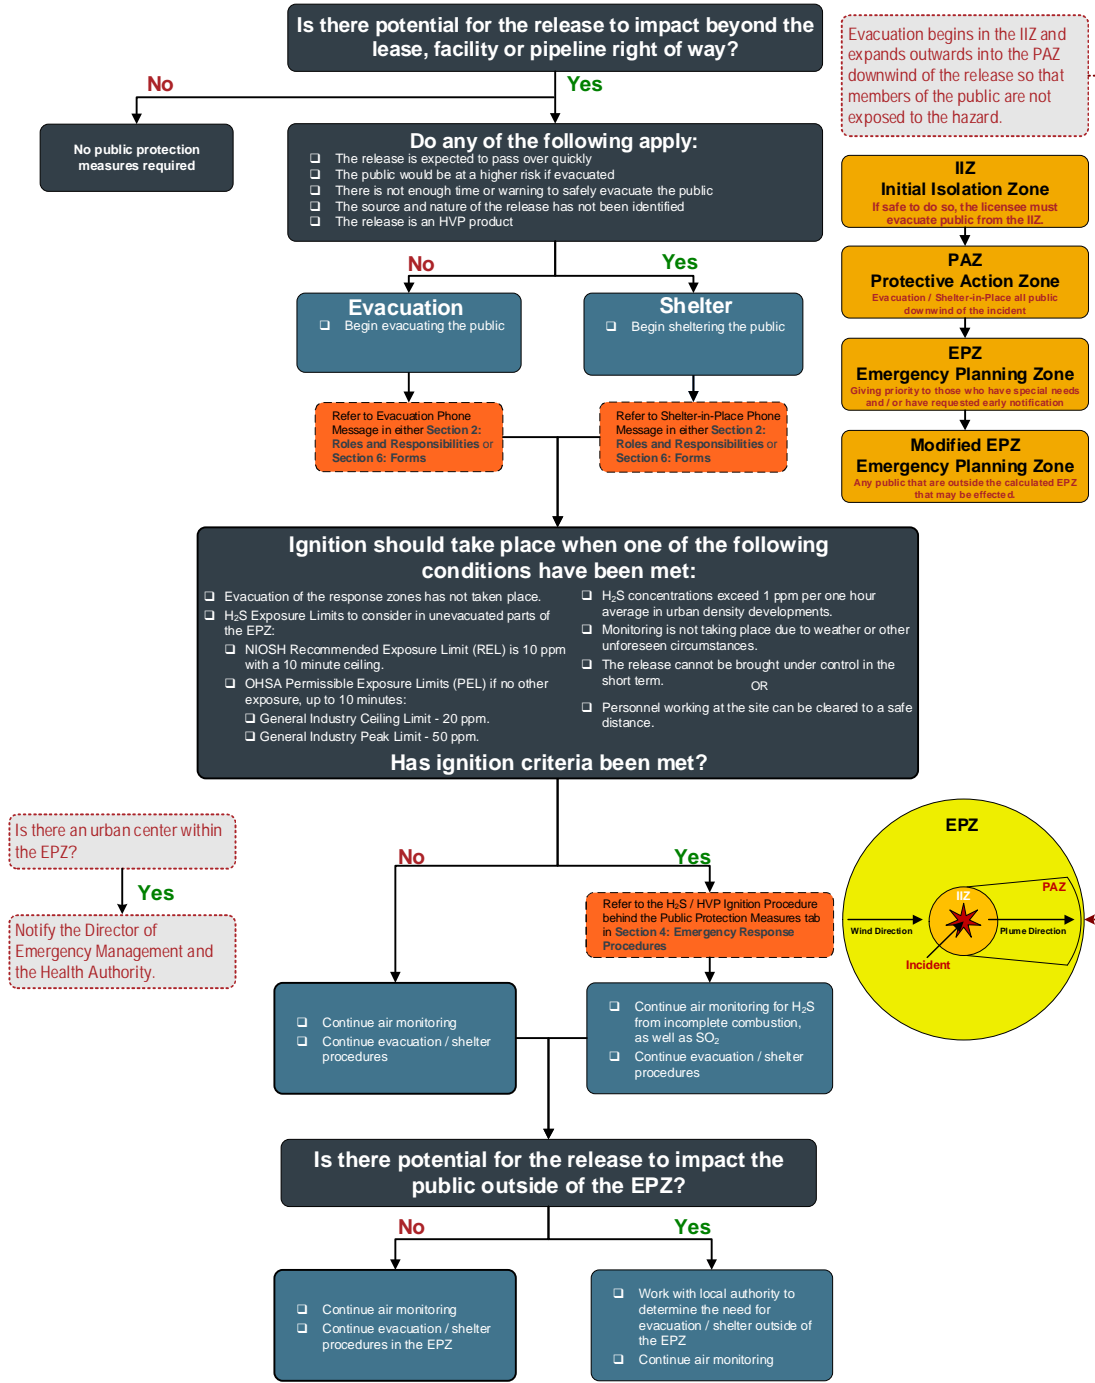 Is there potential for the release to impact beyond the
lease, facility or pipeline right of way?
No
Yes
No public protection
measures required
Do any of the following apply:
The release is expected to pass over quickly
The public would be at a higher risk if evacuated
There is not enough time or warning to safely evacuate the public
The source and nature of the release has not been identified
The release is an HVP product
No
Yes
Evacuation
Begin evacuating the public
Shelter
Begin sheltering the public
Refer to Evacuation Phone
Message in either Section 2:
Roles and Responsibilities or
Section 6: Forms
Refer to Shelter-in-Place Phone
Message in either Section 2:
Roles and Responsibilities or
Section 6: Forms
Evacuation begins in the IIZ and
expands outwards into the PAZ
downwind of the release so that
members of the public are not
exposed to the hazard.
IIZ
Initial Isolation Zone
If safe to do so, the licensee must
evacuate public from the IIZ.
PAZ
Protective Action Zone
Evacuation / Shelter-in-Place all public
downwind of the incident
EPZ
Emergency Planning Zone
Giving priority to those who have special needs
and / or have requested early notification
Modified EPZ
Emergency Planning Zone
Any public that are outside the calculated EPZ
that may be effected.
Ignition should take place when one of the following
conditions have been met:
Evacuation of the response zones has not taken place.
H₂S Exposure Limits to consider in unevacuated parts of
the EPZ:
NIOSH Recommended Exposure Limit (REL) is 10 ppm
with a 10 minute ceiling.
OHSA Permissible Exposure Limits (PEL) if no other
exposure, up to 10 minutes:
General Industry Ceiling Limit - 20 ppm.
General Industry Peak Limit - 50 ppm.
H₂S concentrations exceed 1 ppm per one hour
average in urban density developments.
Monitoring is not taking place due to weather or other
unforeseen circumstances.
The release cannot be brought under control in the
short term.
OR
Personnel working at the site can be cleared to a safe
distance.
Has ignition criteria been met?
Is there an urban center within
the EPZ?
Yes
Notify the Director of
Emergency Management and
the Health Authority.
No
Yes
Refer to the H₂S / HVP Ignition Procedure
behind the Public Protection Measures tab
in Section 4: Emergency Response
Procedures
Continue air monitoring
Continue evacuation / shelter
procedures
Continue air monitoring for H₂S
from incomplete combustion,
as well as SO₂
Continue evacuation / shelter
procedures
EPZ
PAZ
IIZ
Wind Direction
Plume Direction
Incident
Is there potential for the release to impact the
public outside of the EPZ?
No
Yes
Continue air monitoring
Continue evacuation / shelter
procedures in the EPZ
Work with local authority to
determine the need for
evacuation / shelter outside of
the EPZ
Continue air monitoring